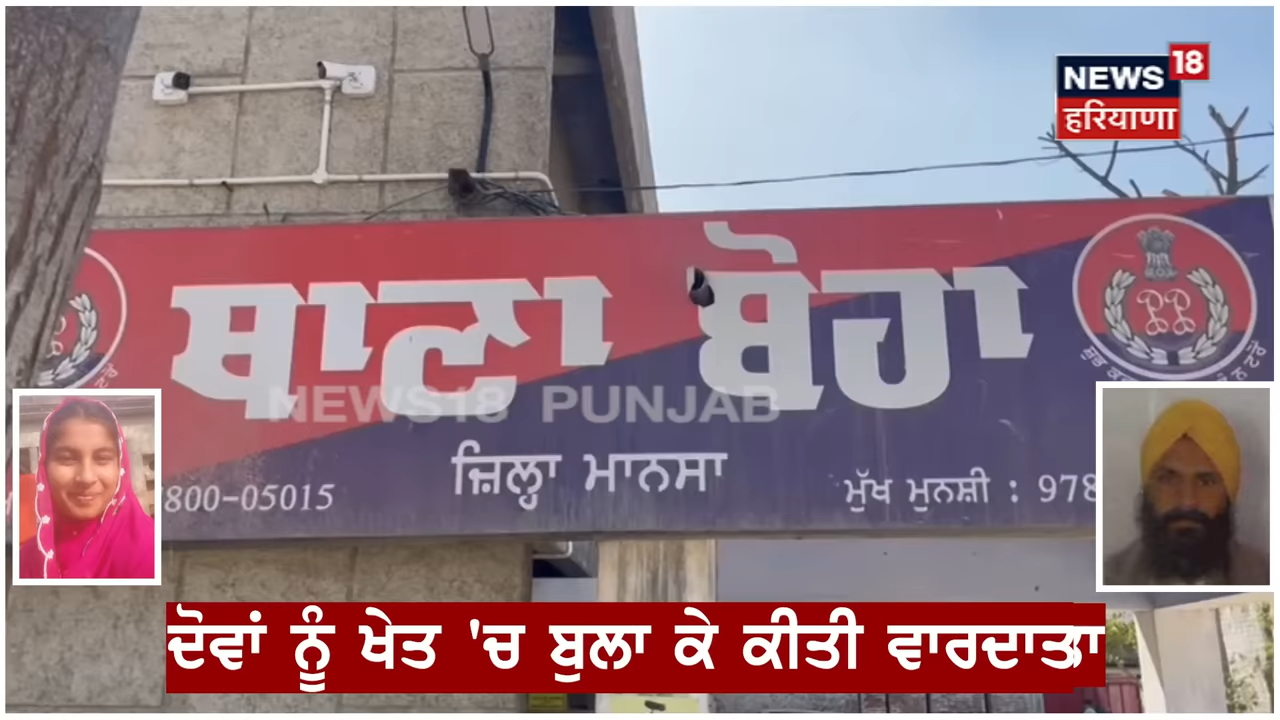 NEWS 18
हरियाणा
ਥਾਣਾ ਬੋਹਾ
NEWS18 PUNJAB
ਜ਼ਿਲ੍ਹਾ ਮਾਨਸਾ
800-05015
ਮੁੱਖ ਮੁਨਸ਼ੀ : 978
ਦੋਵਾਂ ਨੂੰ ਖੇਤ 'ਚ ਬੁਲਾ ਕੇ ਕੀਤੀ ਵਾਰਦਾਤ